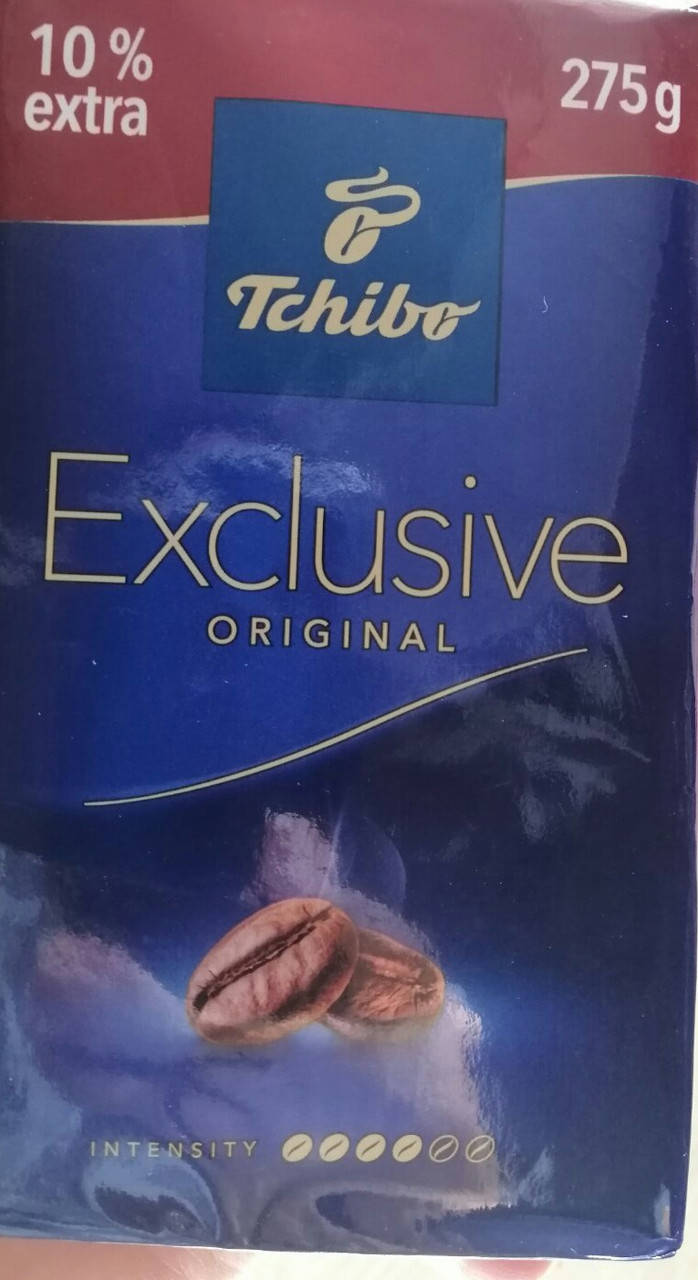 10 %
extra
275g
Tchibo
Exclusive
ORIGINAL
INTENSITY